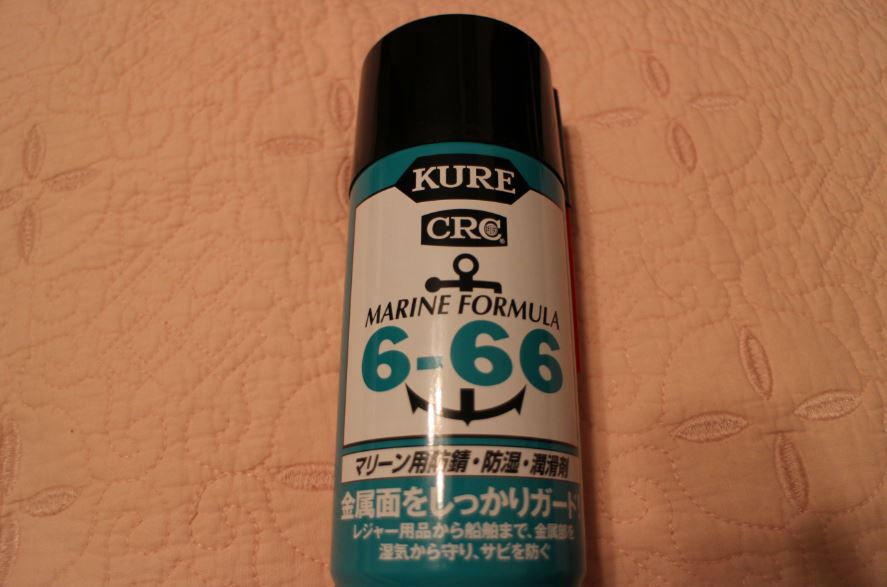 KURE
CRC
MARINE FORMULA
6-66
マリーン用防錆・防湿・潤滑剤
金属面をしっかりガード!
レジャー用品から船舶まで、金属部を
湿気から守り、サビを防ぐ